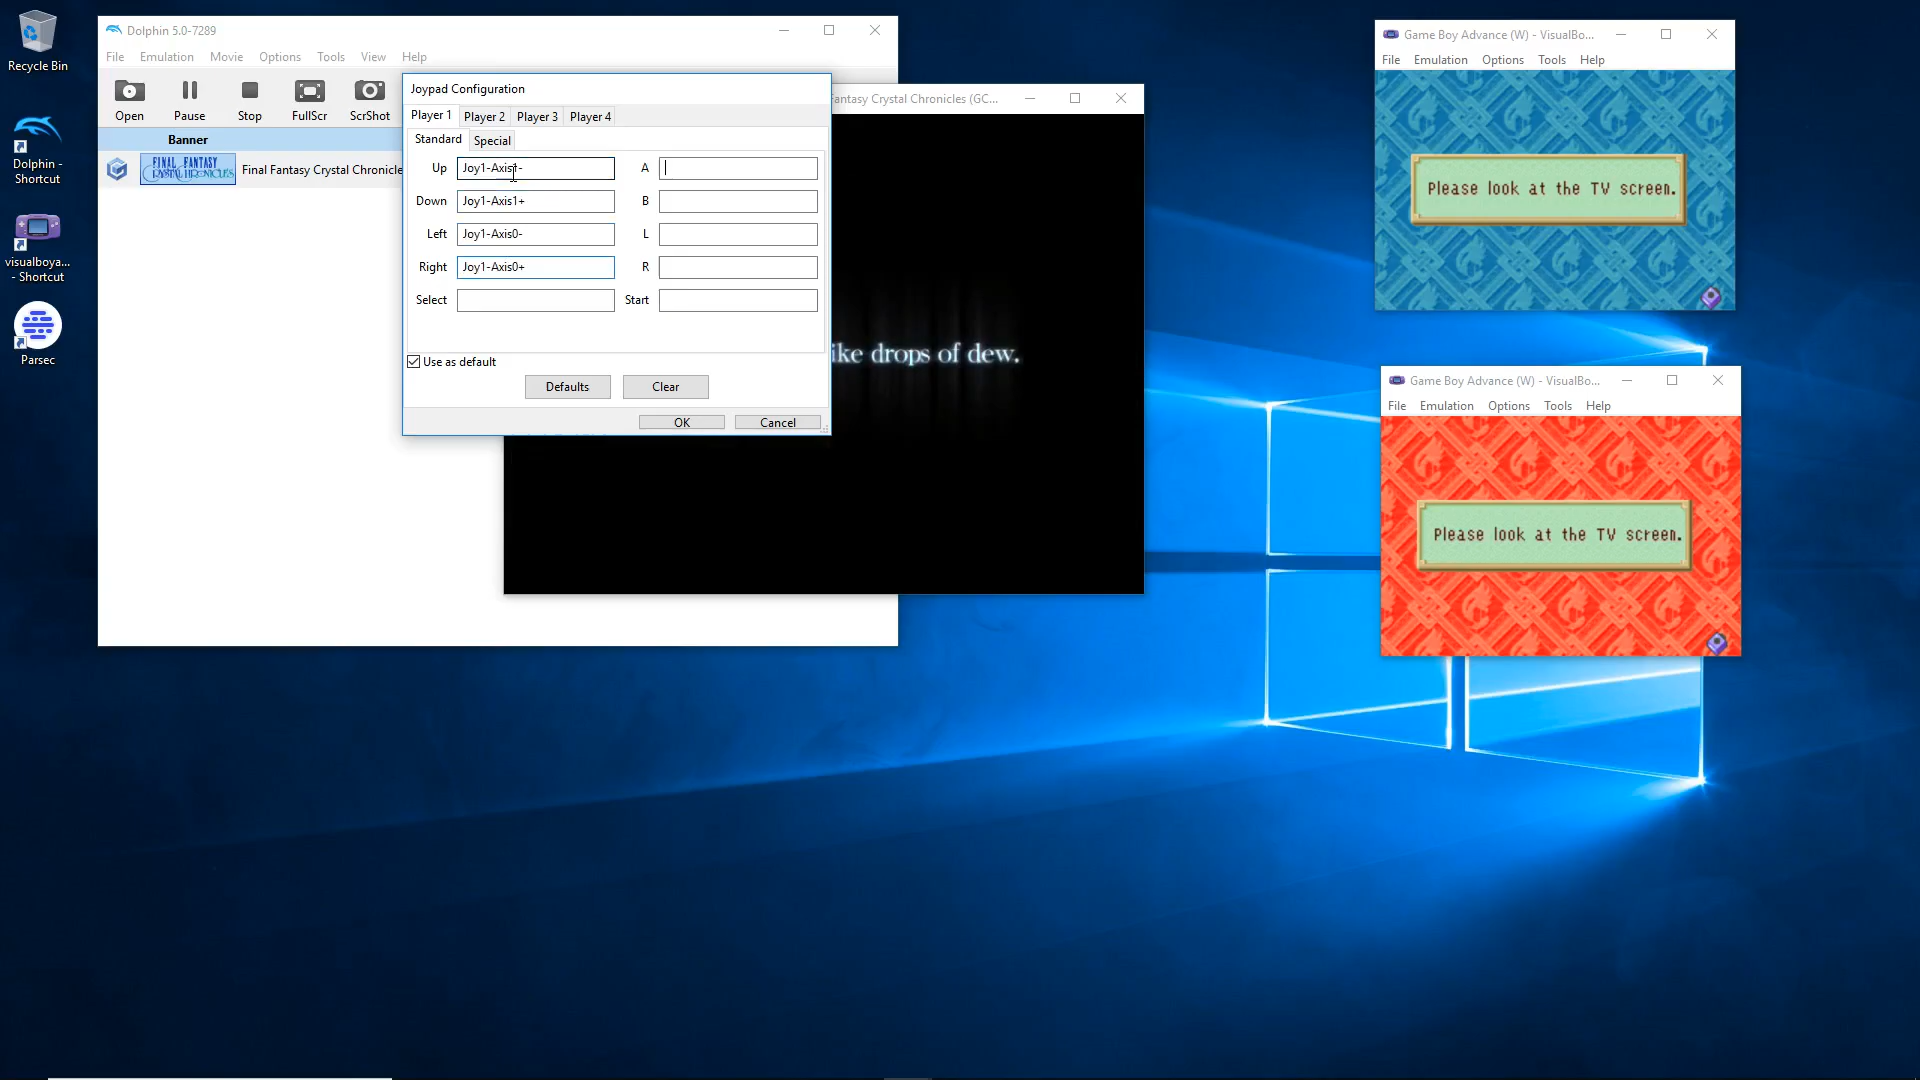 Recycle Bin
Dolphin -
Shortcut
visualboya...
- Shortcut
Parsec
Dolphin 5.0-7289
File Emulation Movie Options Tools View Help
Open Pause Stop FullScr ScrShot
Banner
FINAL FANTASY
CRYSTAL CHRONICLES
Final Fantasy Crystal Chronicle
Joypad Configuration
Player 1 Player 2 Player 3 Player 4
Standard Special
Up Joy1-Axis1- A
Down Joy1-Axis1+ B
Left Joy1-Axis0- L
Right Joy1-Axis0+ R
Select Start
Use as default
Defaults Clear
OK Cancel
Fantasy Crystal Chronicles (GC...
ike drops of dew.
Game Boy Advance (W) - VisualBo...
File Emulation Options Tools Help
Please look at the TV screen.
Game Boy Advance (W) - VisualBo...
File Emulation Options Tools Help
Please look at the TV screen.